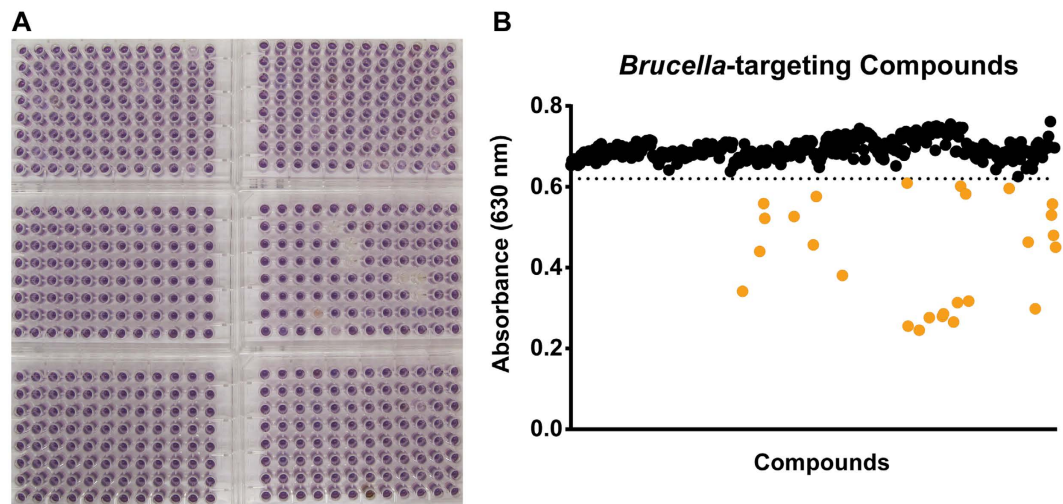 A
B
Brucella-targeting Compounds
0.8
0.6
0.4
0.2
0.0
Absorbance (630 nm)
Compounds